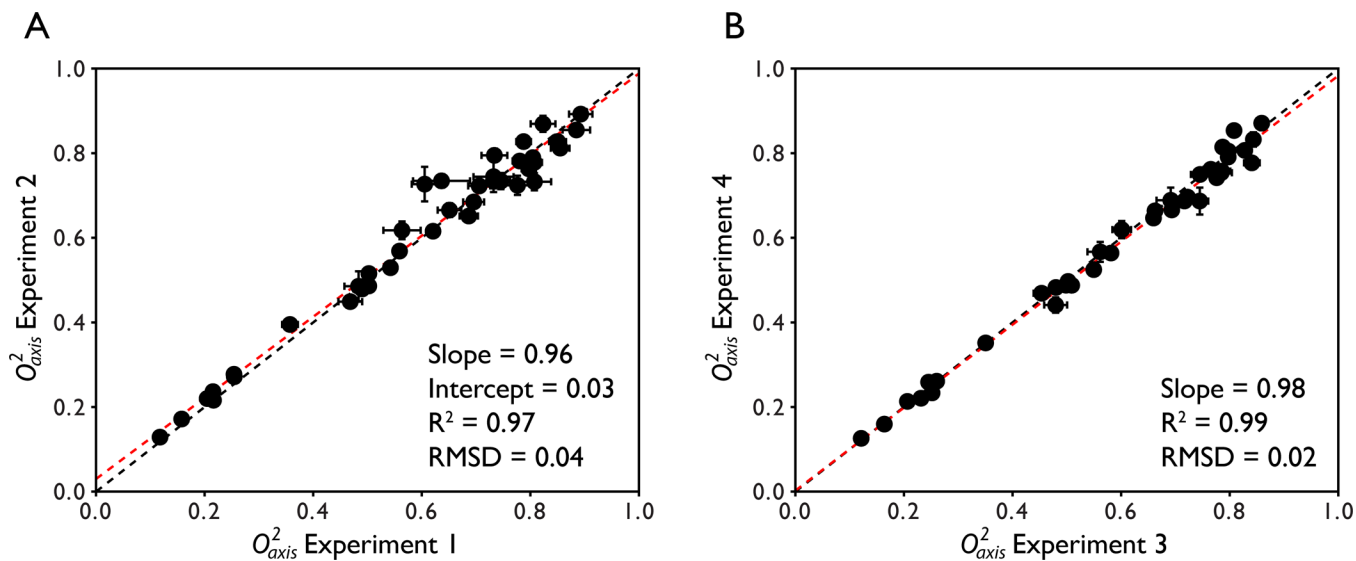 A
1.0
0.8
0.6
0.4
0.2
0.0
0.0 0.2 0.4 0.6 0.8 1.0
O²axis Experiment 2
O²axis Experiment 1
Slope = 0.96
Intercept = 0.03
R² = 0.97
RMSD = 0.04
B
1.0
0.8
0.6
0.4
0.2
0.0
0.0 0.2 0.4 0.6 0.8 1.0
O²axis Experiment 4
O²axis Experiment 3
Slope = 0.98
R² = 0.99
RMSD = 0.02